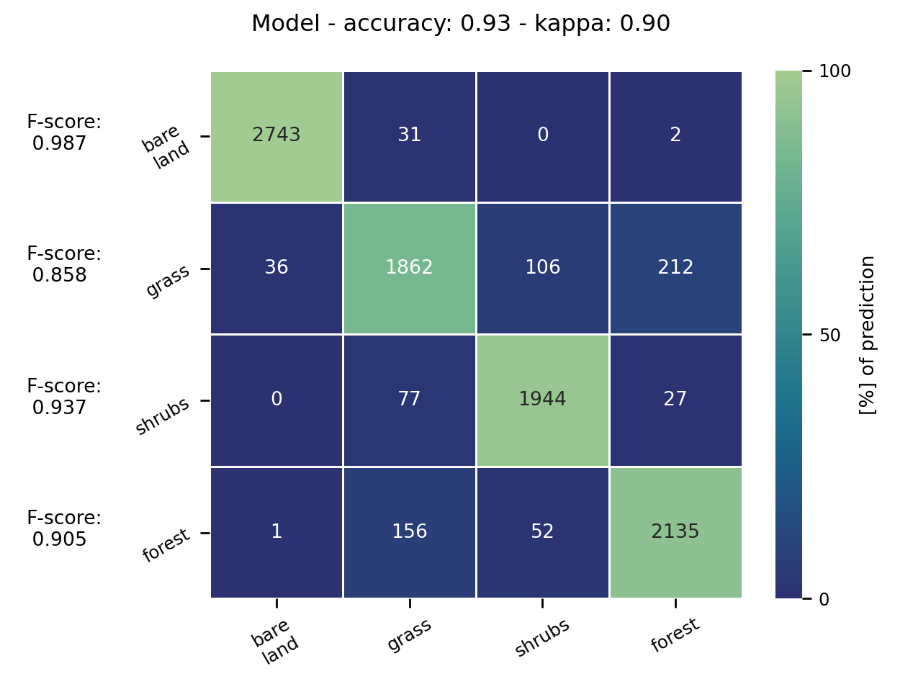 Model - accuracy: 0.93 - kappa: 0.90
F-score:
0.987
bare
land
2743 31 0 2
F-score:
0.858
grass
36 1862 106 212
F-score:
0.937
shrubs
0 77 1944 27
F-score:
0.905
forest
1 156 52 2135
bare
land
grass
shrubs
forest
100
50
0
[%] of prediction